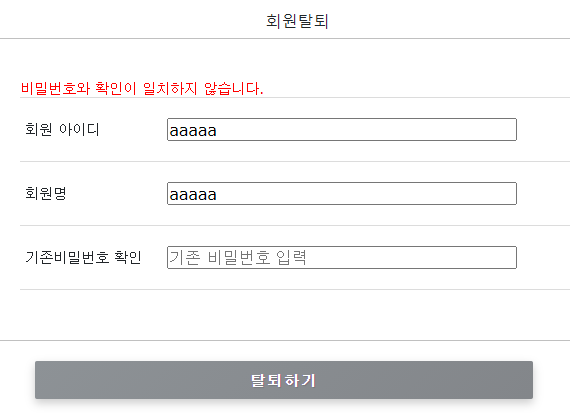 회원탈퇴
비밀번호와 확인이 일치하지 않습니다.
회원 아이디 aaaaa
회원명 aaaaa
기존비밀번호 확인 기존 비밀번호 입력
탈퇴하기